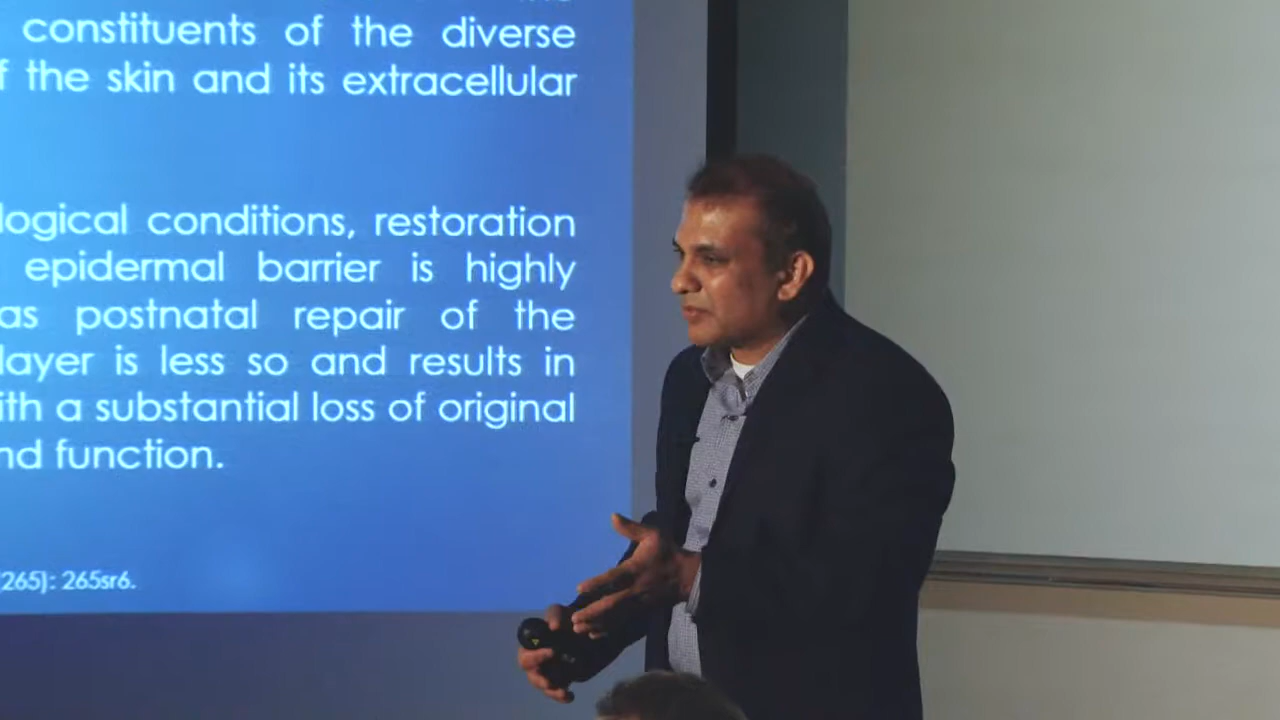 constituents of the diverse
f the skin and its extracellular
logical conditions, restoration
epidermal barrier is highly
as postnatal repair of the
layer is less so and results in
ith a substantial loss of original
nd function.
265): 265sr6.